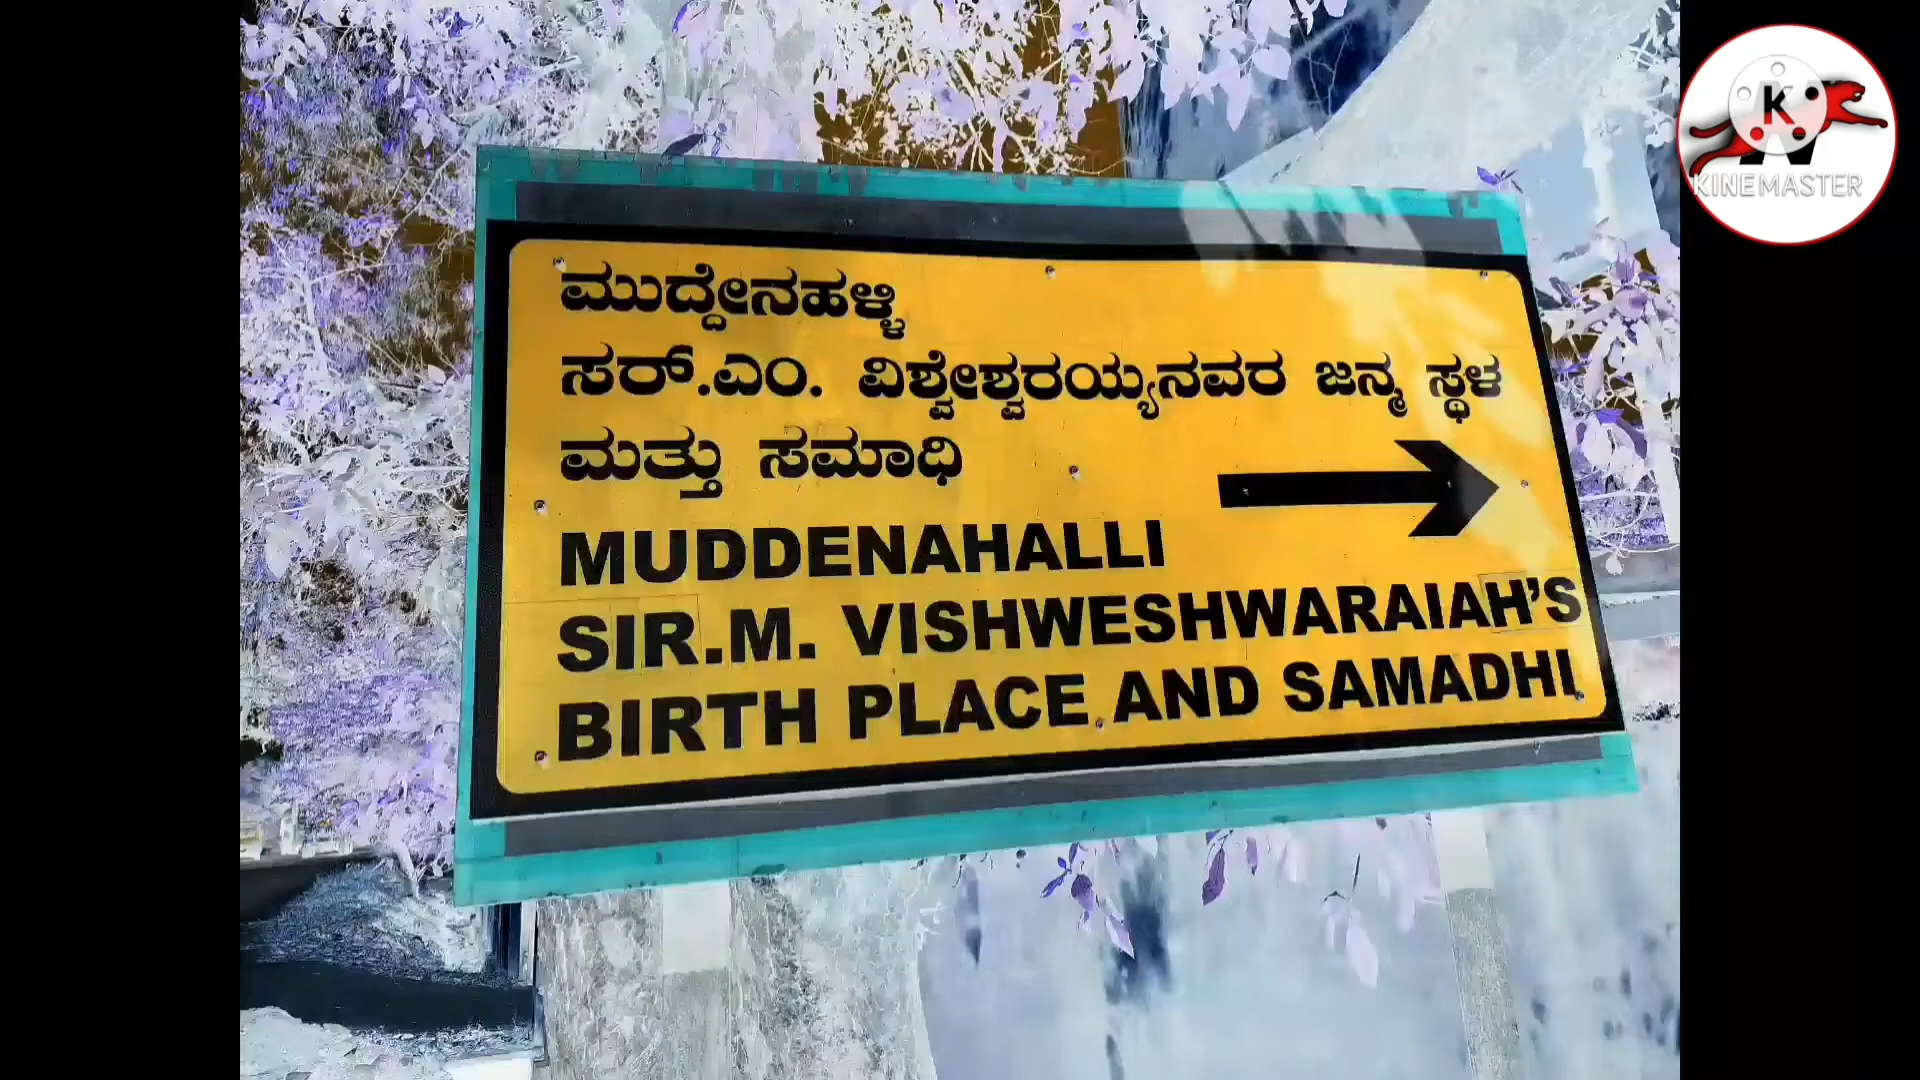 ಮುದ್ದೇನಹಳ್ಳಿ
ಸರ್.ಎಂ. ವಿಶ್ವೇಶ್ವರಯ್ಯನವರ ಜನ್ಮ ಸ್ಥಳ
ಮತ್ತು ಸಮಾಧಿ
MUDDENAHALLI
SIR.M. VISHWESHWARAIAH'S
BIRTH PLACE AND SAMADHI
K
KINEMASTER